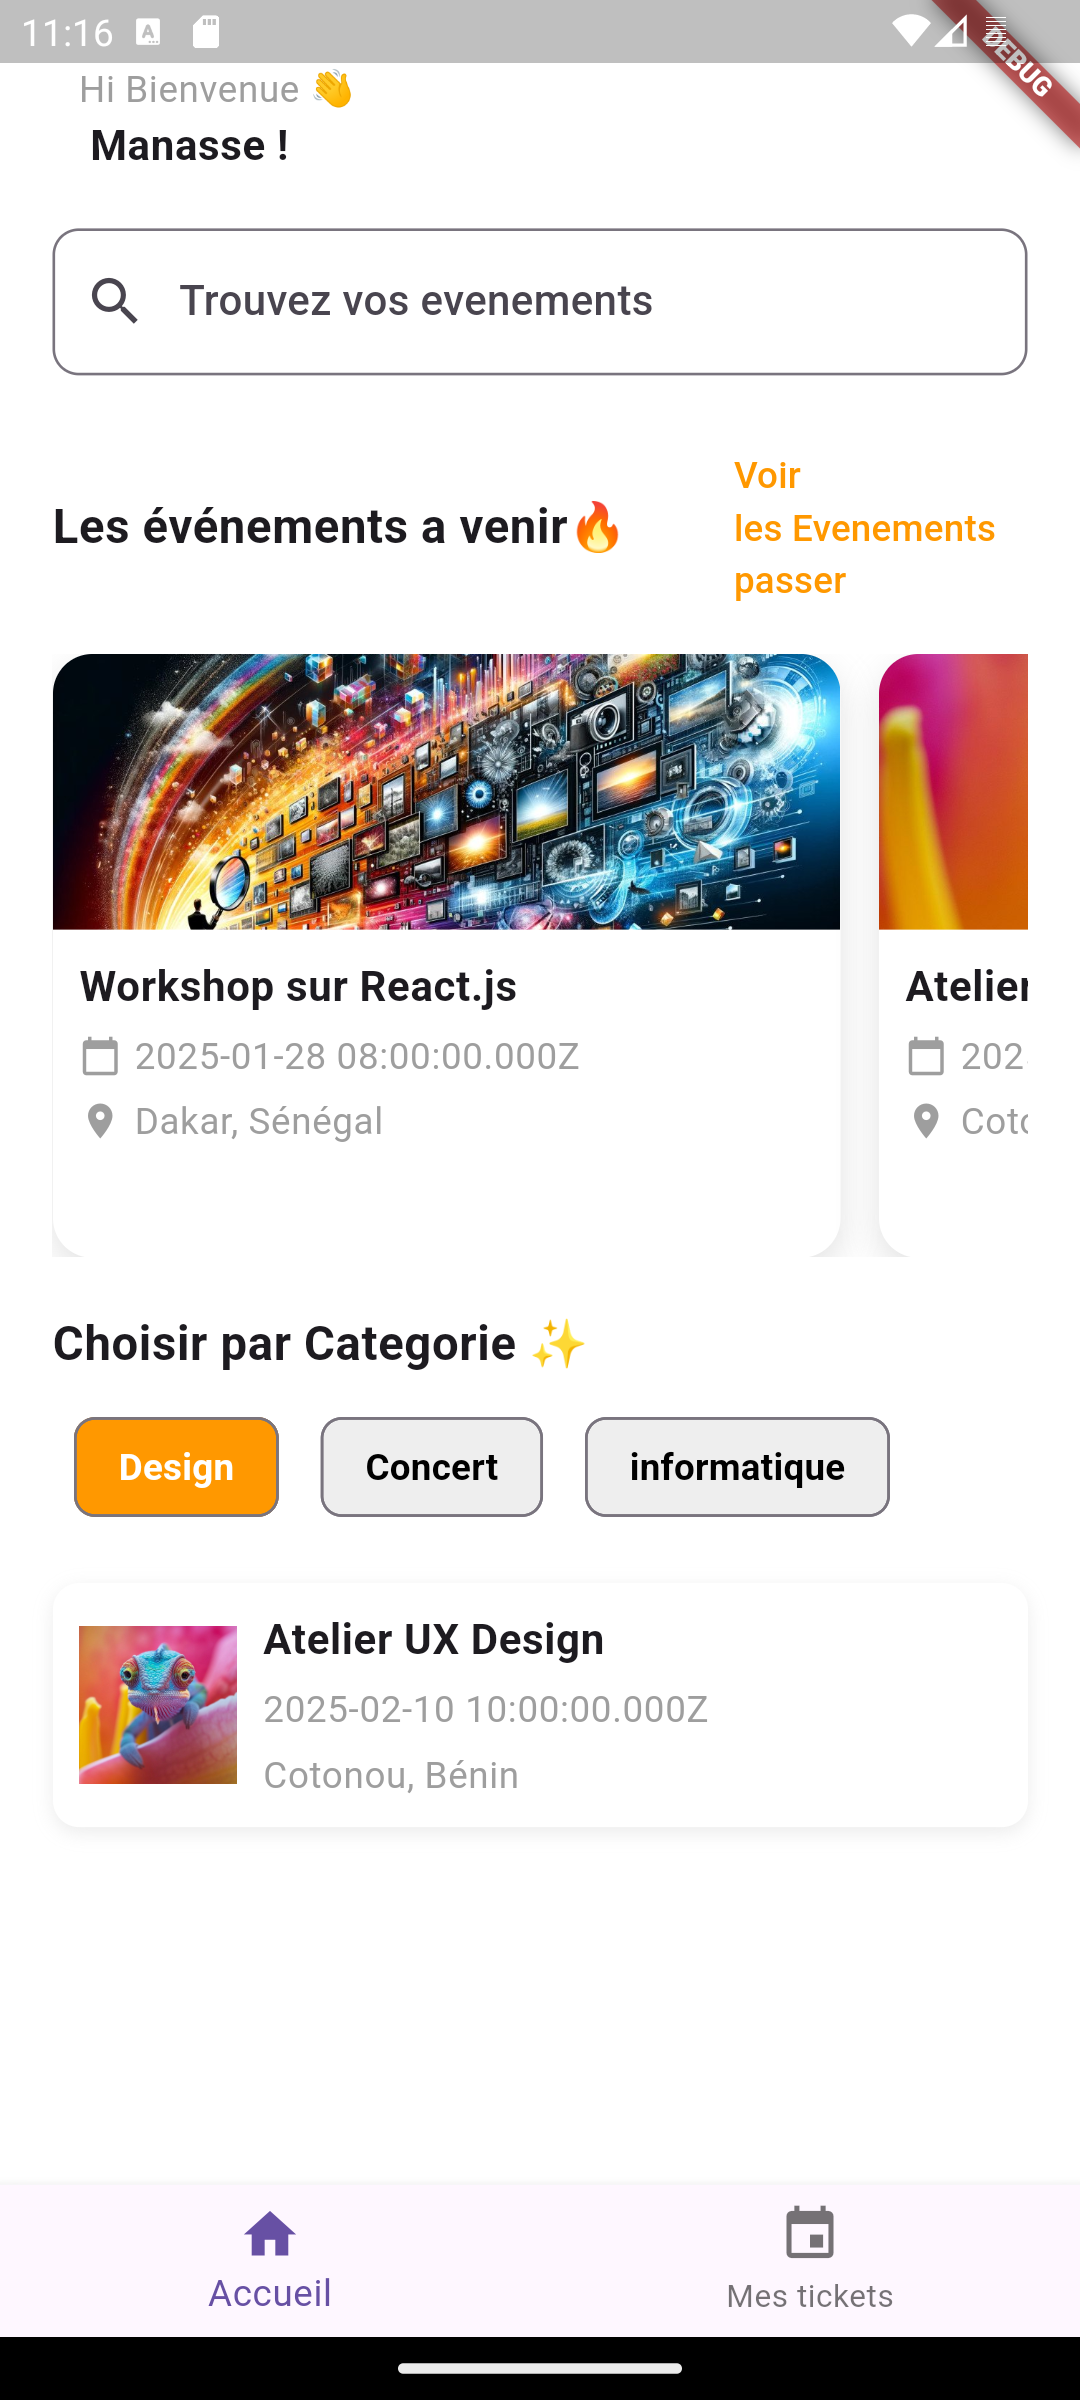 11:16
DEBUG
Hi Bienvenue 👋
Manasse !
Trouvez vos evenements
Les événements a venir🔥
Voir
les Evenements
passer
Workshop sur React.js
2025-01-28 08:00:00.000Z
Dakar, Sénégal
Atelier
202
Coto
Choisir par Categorie ✨
Design
Concert
informatique
Atelier UX Design
2025-02-10 10:00:00.000Z
Cotonou, Bénin
Accueil
Mes tickets